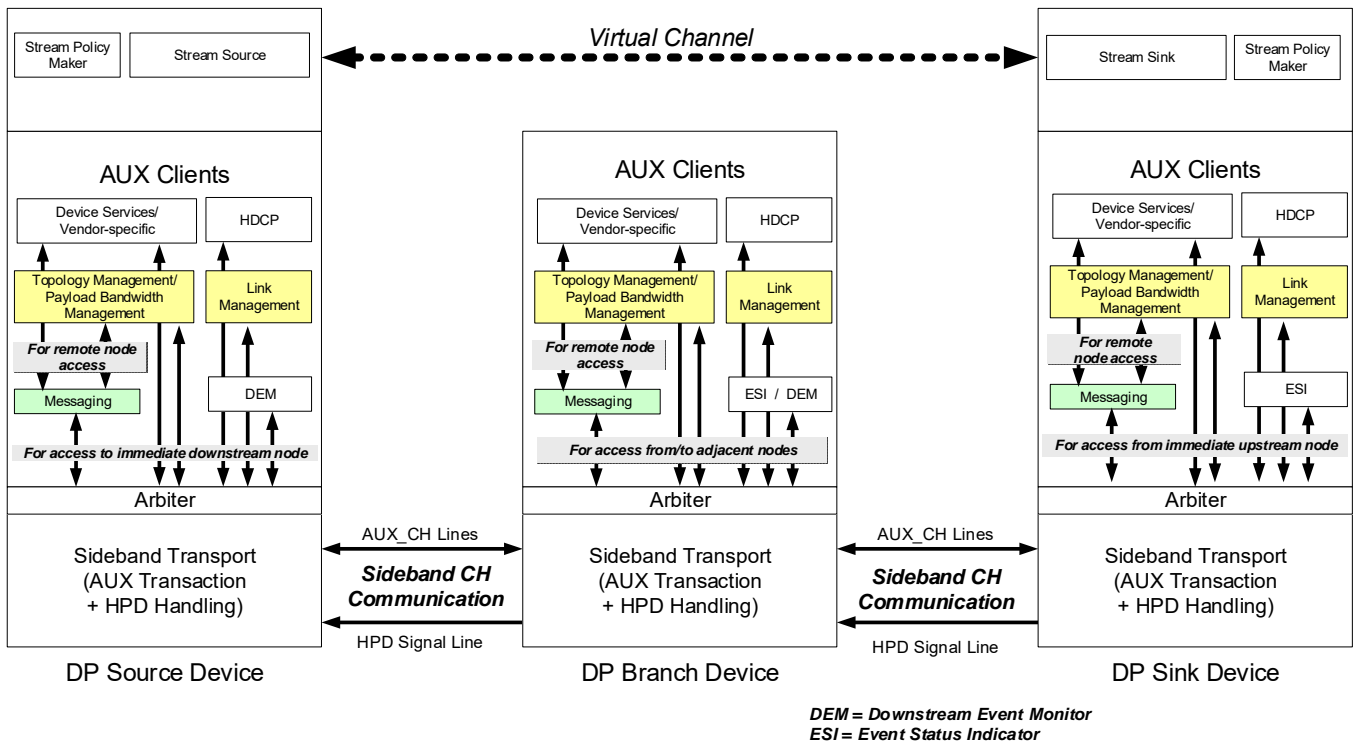 Virtual Channel
Stream Policy
Maker
Stream Source
Stream Sink
Stream Policy
Maker
AUX Clients
Device Services/
Vendor-specific
HDCP
Topology Management/
Payload Bandwidth
Management
Link
Management
For remote node
access
Messaging
DEM
For access to immediate downstream node
Arbiter
Sideband Transport
(AUX Transaction
+ HPD Handling)
DP Source Device
AUX_CH Lines
Sideband CH
Communication
HPD Signal Line
AUX Clients
Device Services/
Vendor-specific
HDCP
Topology Management/
Payload Bandwidth
Management
Link
Management
For remote node
access
Messaging
ESI / DEM
For access from/to adjacent nodes
Arbiter
Sideband Transport
(AUX Transaction
+ HPD Handling)
DP Branch Device
AUX_CH Lines
Sideband CH
Communication
HPD Signal Line
AUX Clients
Device Services/
Vendor-specific
HDCP
Topology Management/
Payload Bandwidth
Management
Link
Management
For remote
node access
Messaging
ESI
For access from immediate upstream node
Arbiter
Sideband Transport
(AUX Transaction
+ HPD Handling)
DP Sink Device
DEM = Downstream Event Monitor
ESI = Event Status Indicator